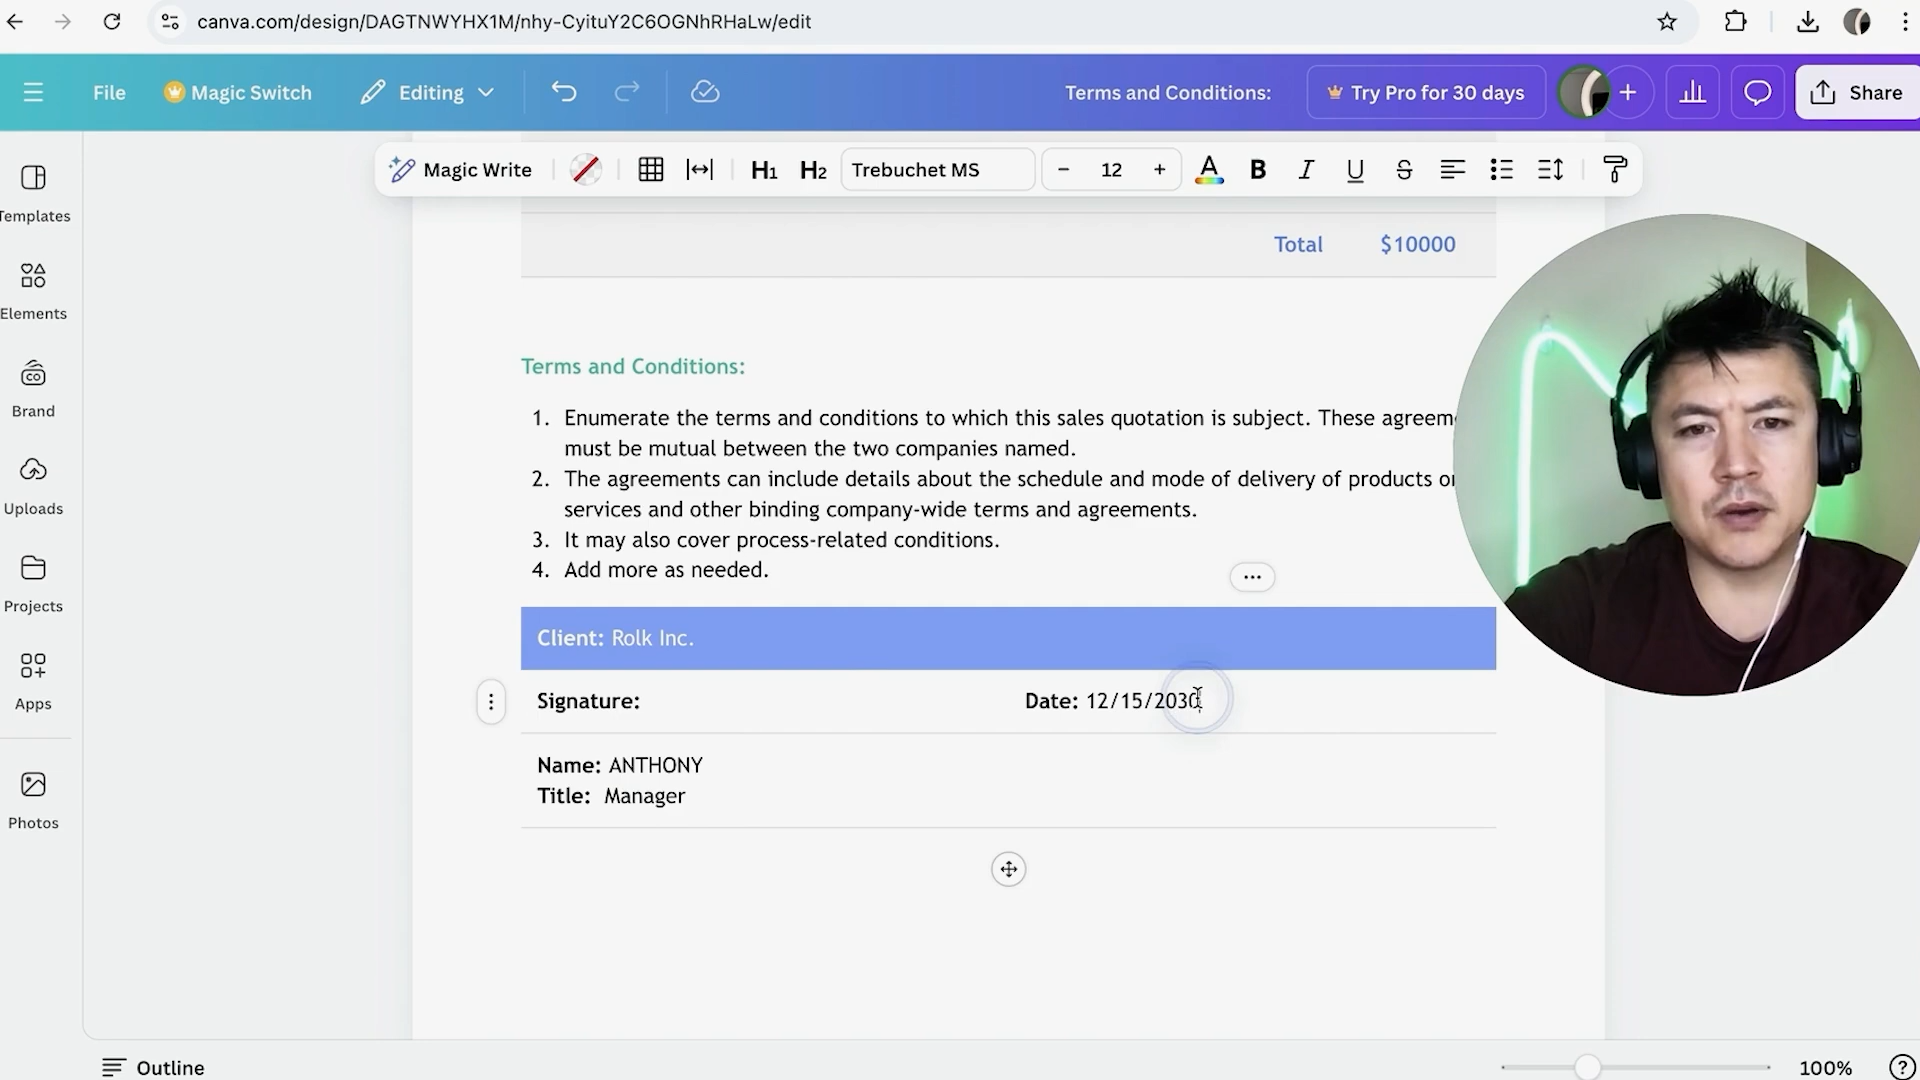 canva.com/design/DAGTNWYHX1M/nhy-CyituY2C6OGNhRHaLw/edit
File
Magic Switch
Editing
Terms and Conditions:
Try Pro for 30 days
Share
Magic Write
H1
H2
Trebuchet MS
− 12 +
A
B
I
U
S
Templates
Elements
CO
Brand
Uploads
Projects
Apps
Photos
Total $10000
Terms and Conditions:
1. Enumerate the terms and conditions to which this sales quotation is subject. These agreem
must be mutual between the two companies named.
2. The agreements can include details about the schedule and mode of delivery of products or
services and other binding company-wide terms and agreements.
3. It may also cover process-related conditions.
4. Add more as needed.
Client: Rolk Inc.
Signature:
Date: 12/15/2030
Name: ANTHONY
Title: Manager
Outline
100%
?